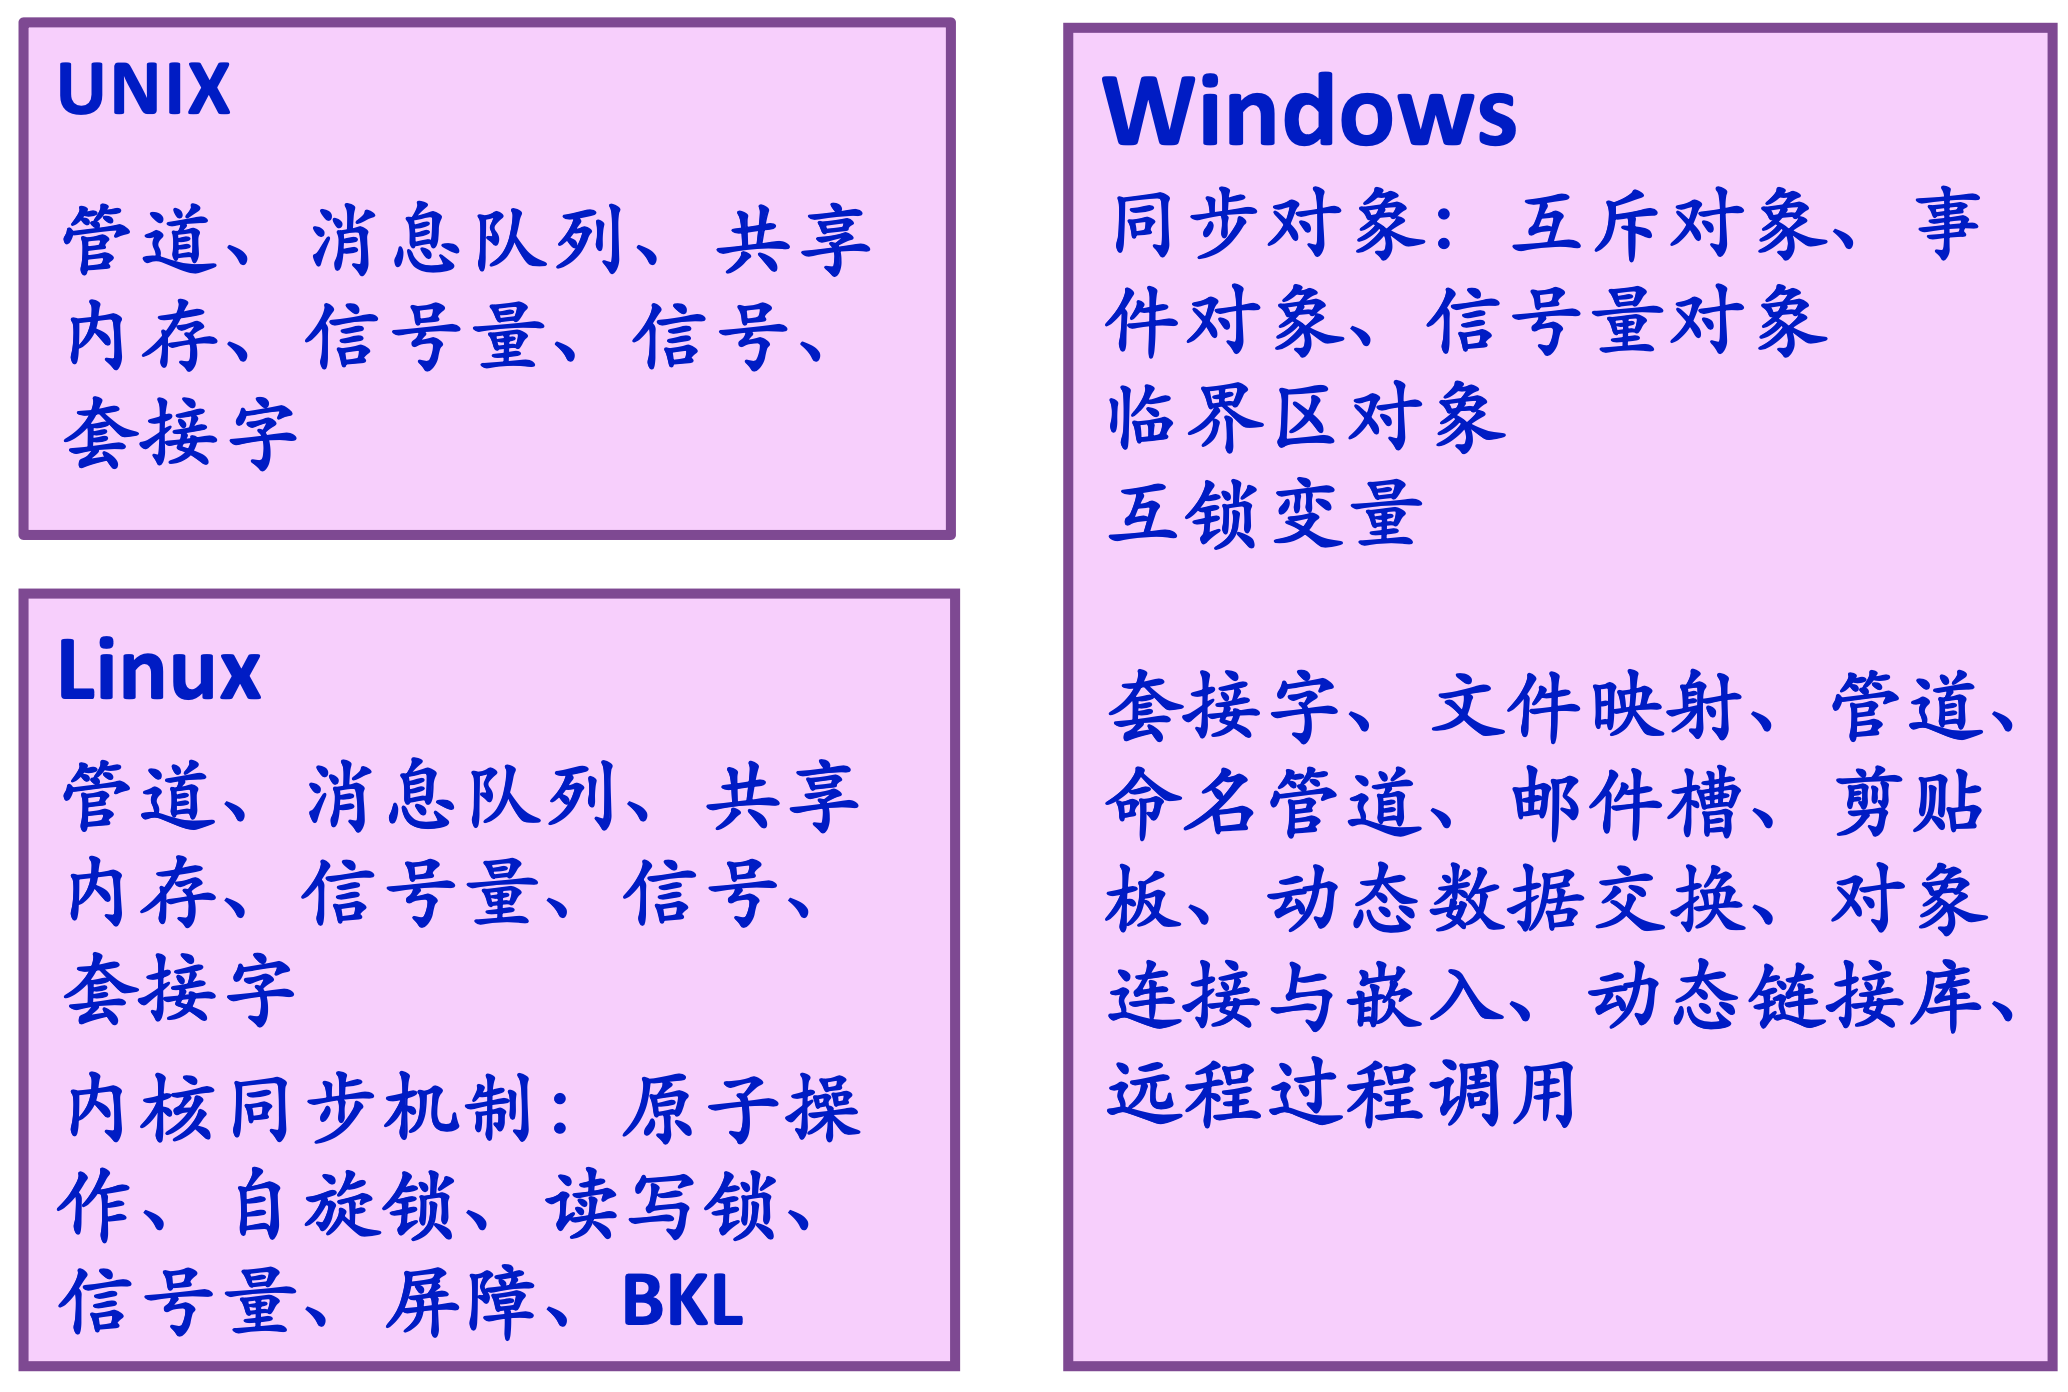 UNIX
管道、消息队列、共享
内存、信号量、信号、
套接字
Linux
管道、消息队列、共享
内存、信号量、信号、
套接字
内核同步机制：原子操
作、自旋锁、读写锁、
信号量、屏障、BKL
Windows
同步对象：互斥对象、事
件对象、信号量对象
临界区对象
互锁变量
套接字、文件映射、管道、
命名管道、邮件槽、剪贴
板、动态数据交换、对象
连接与嵌入、动态链接库、
远程过程调用